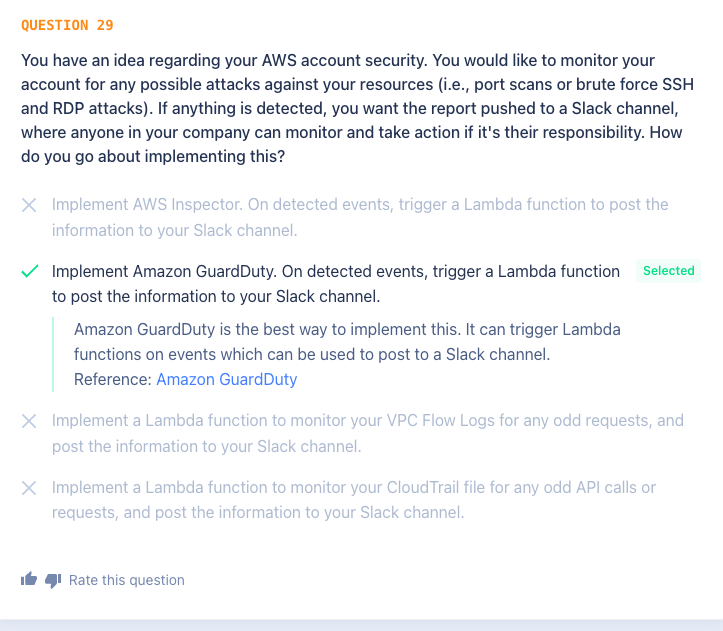 QUESTION 29
You have an idea regarding your AWS account security. You would like to monitor your
account for any possible attacks against your resources (i.e., port scans or brute force SSH
and RDP attacks). If anything is detected, you want the report pushed to a Slack channel,
where anyone in your company can monitor and take action if it's their responsibility. How
do you go about implementing this?
Implement AWS Inspector. On detected events, trigger a Lambda function to post the
information to your Slack channel.
Implement Amazon GuardDuty. On detected events, trigger a Lambda function
to post the information to your Slack channel.
Selected
Amazon GuardDuty is the best way to implement this. It can trigger Lambda
functions on events which can be used to post to a Slack channel.
Reference: Amazon GuardDuty
Implement a Lambda function to monitor your VPC Flow Logs for any odd requests, and
post the information to your Slack channel.
Implement a Lambda function to monitor your CloudTrail file for any odd API calls or
requests, and post the information to your Slack channel.
Rate this question